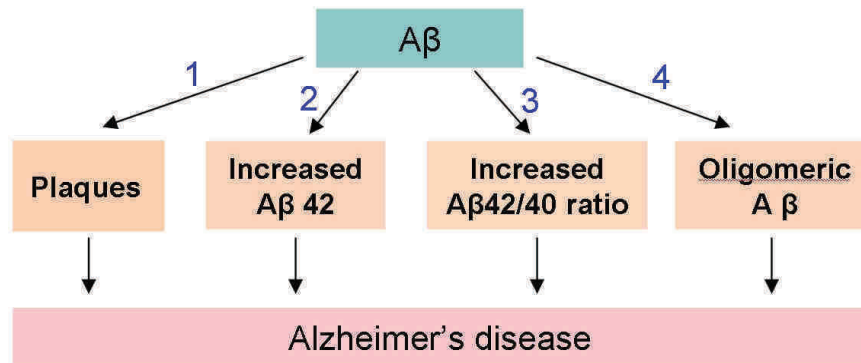 Aβ
1
2
3
4
Plaques
Increased
Aβ 42
Increased
Aβ42/40 ratio
Oligomeric
A β
Alzheimer's disease